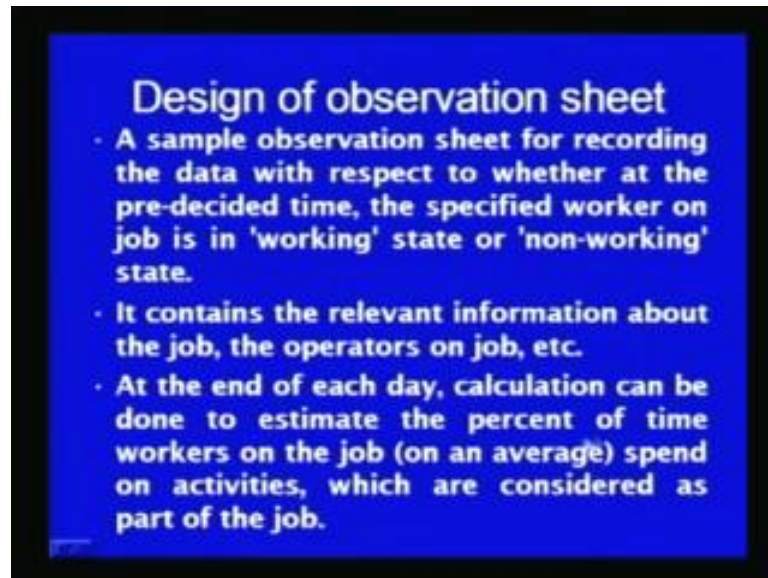 Design of observation sheet
· A sample observation sheet for recording
the data with respect to whether at the
pre-decided time, the specified worker on
job is in 'working' state or 'non-working'
state.
· It contains the relevant information about
the job, the operators on job, etc.
· At the end of each day, calculation can be
done to estimate the percent of time
workers on the job (on an average) spend
on activities, which are considered as
part of the job.